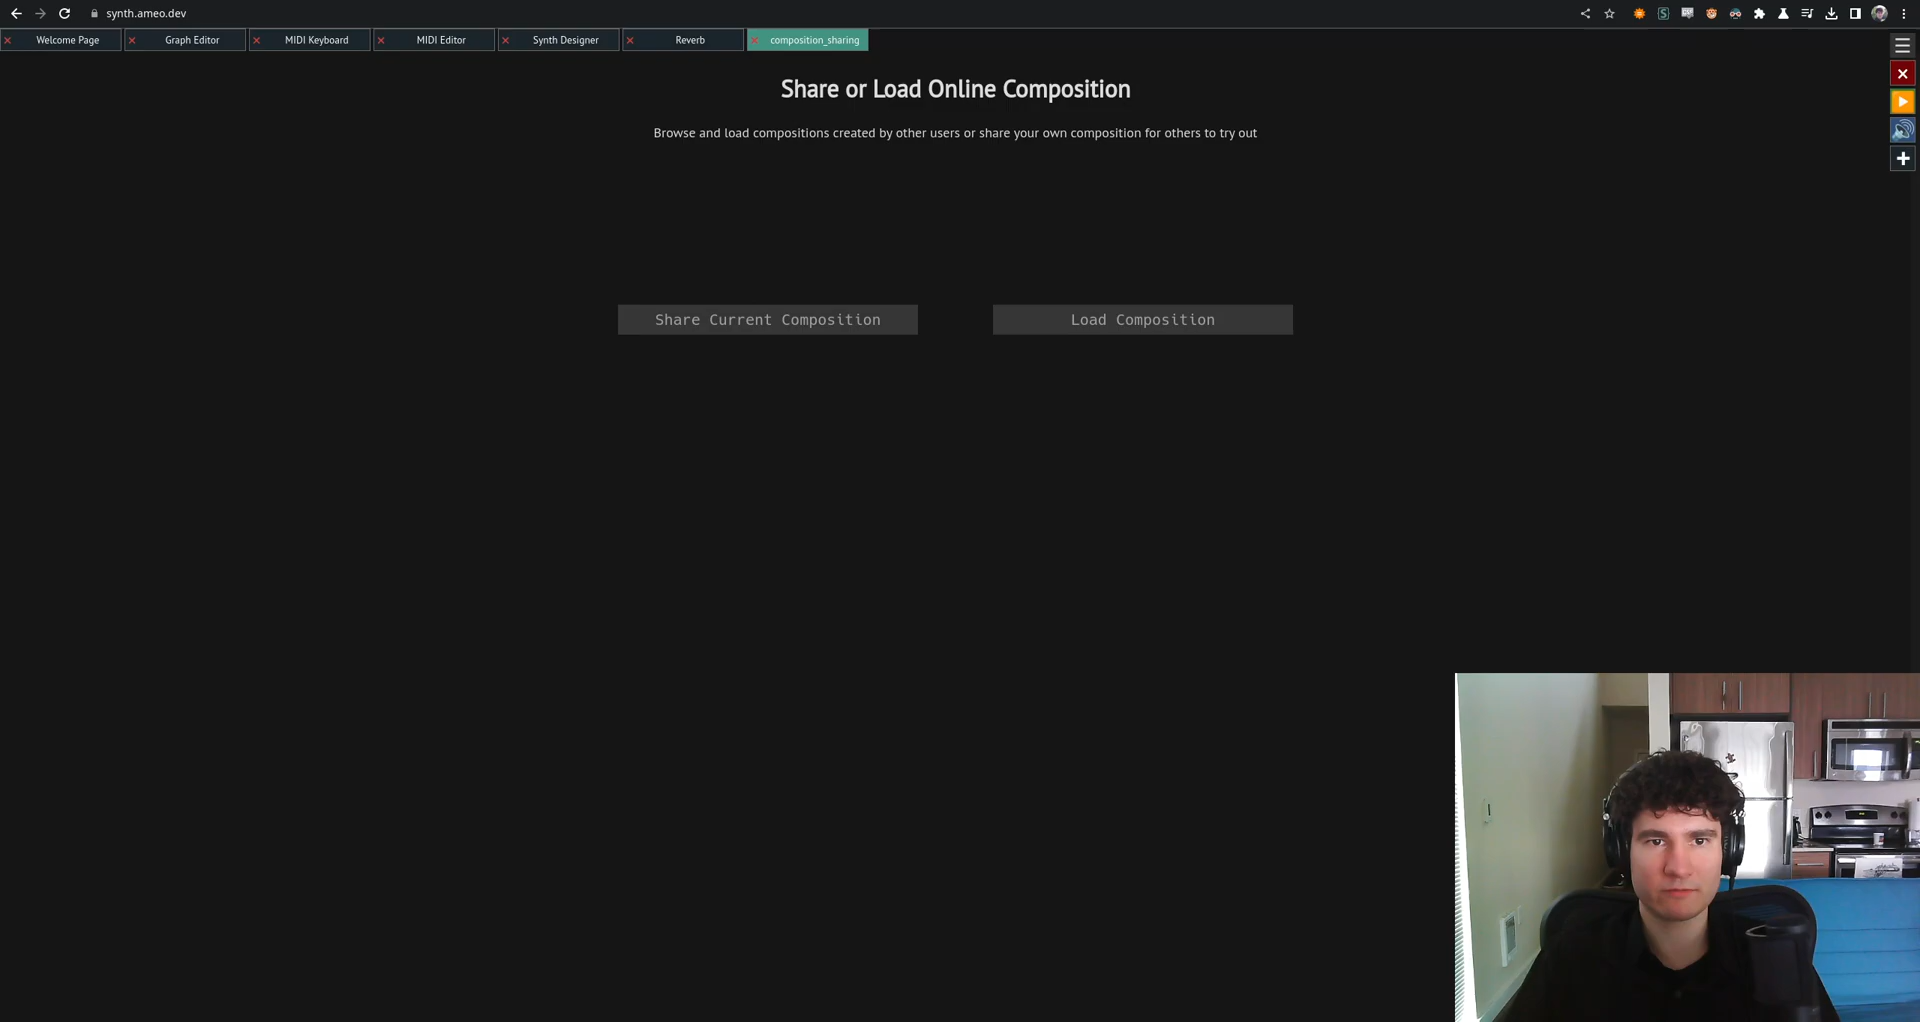 synth.ameo.dev
Welcome Page
Graph Editor
MIDI Keyboard
MIDI Editor
Synth Designer
Reverb
composition_sharing
Share or Load Online Composition
Browse and load compositions created by other users or share your own composition for others to try out
Share Current Composition
Load Composition